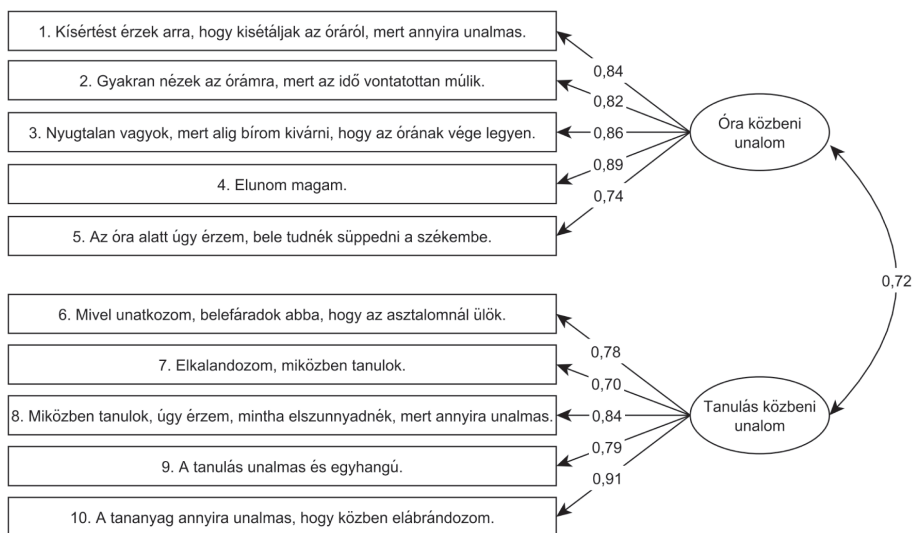 1. Kísértést érzek arra, hogy kisétáljak az óráról, mert annyira unalmas.
2. Gyakran nézek az órámra, mert az idő vontatottan múlik.
3. Nyugtalan vagyok, mert alig bírom kivárni, hogy az órának vége legyen.
4. Elunom magam.
5. Az óra alatt úgy érzem, bele tudnék süppedni a székembe.
0,84
0,82
0,86
0,89
0,74
Óra közbeni
unalom
0,72
6. Mivel unatkozom, belefáradok abba, hogy az asztalomnál ülök.
7. Elkalandozom, miközben tanulok.
8. Miközben tanulok, úgy érzem, mintha elszunnyadnék, mert annyira unalmas.
9. A tanulás unalmas és egyhangú.
10. A tananyag annyira unalmas, hogy közben elábrándozom.
0,78
0,70
0,84
0,79
0,91
Tanulás közbeni
unalom